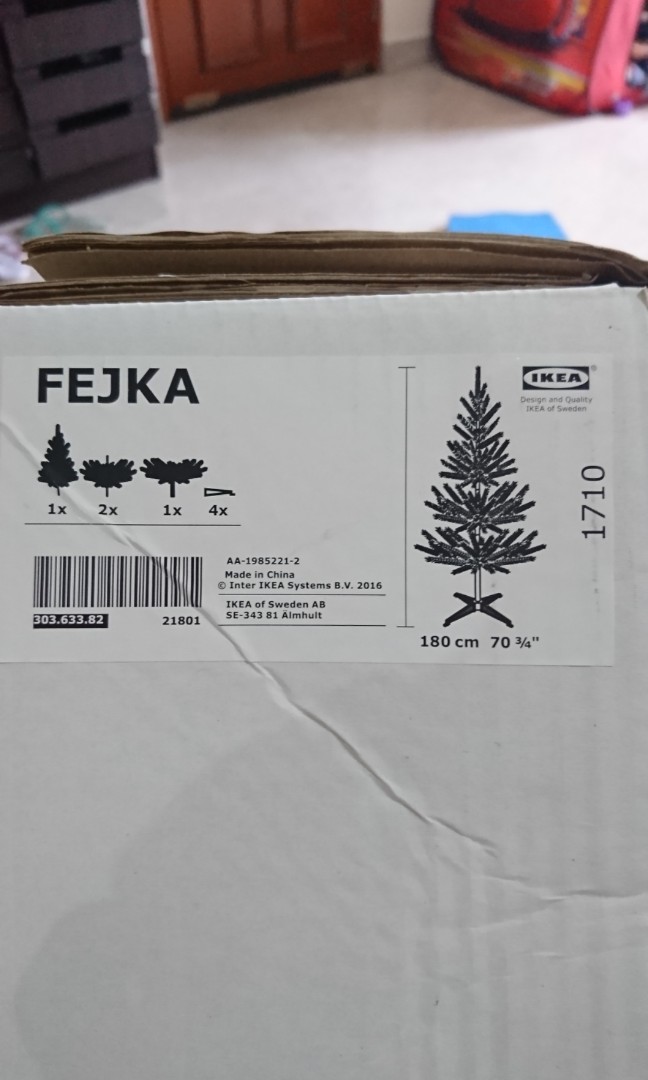 FEJKA
1x 2x 1x 4x
303.633.82 21801
AA-1985221-2
Made in China
© Inter IKEA Systems B.V. 2016
IKEA of Sweden AB
SE-343 81 Älmhult
180 cm 70 ¾"
IKEA®
Design and Quality
IKEA of Sweden
1710